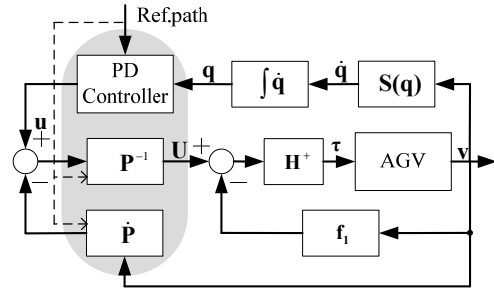 Ref.path
PD
Controller
q
∫q̇
q̇
S(q)
u
+
−
P⁻¹
U
+
−
H⁺
τ
AGV
v
Ṗ
f₁